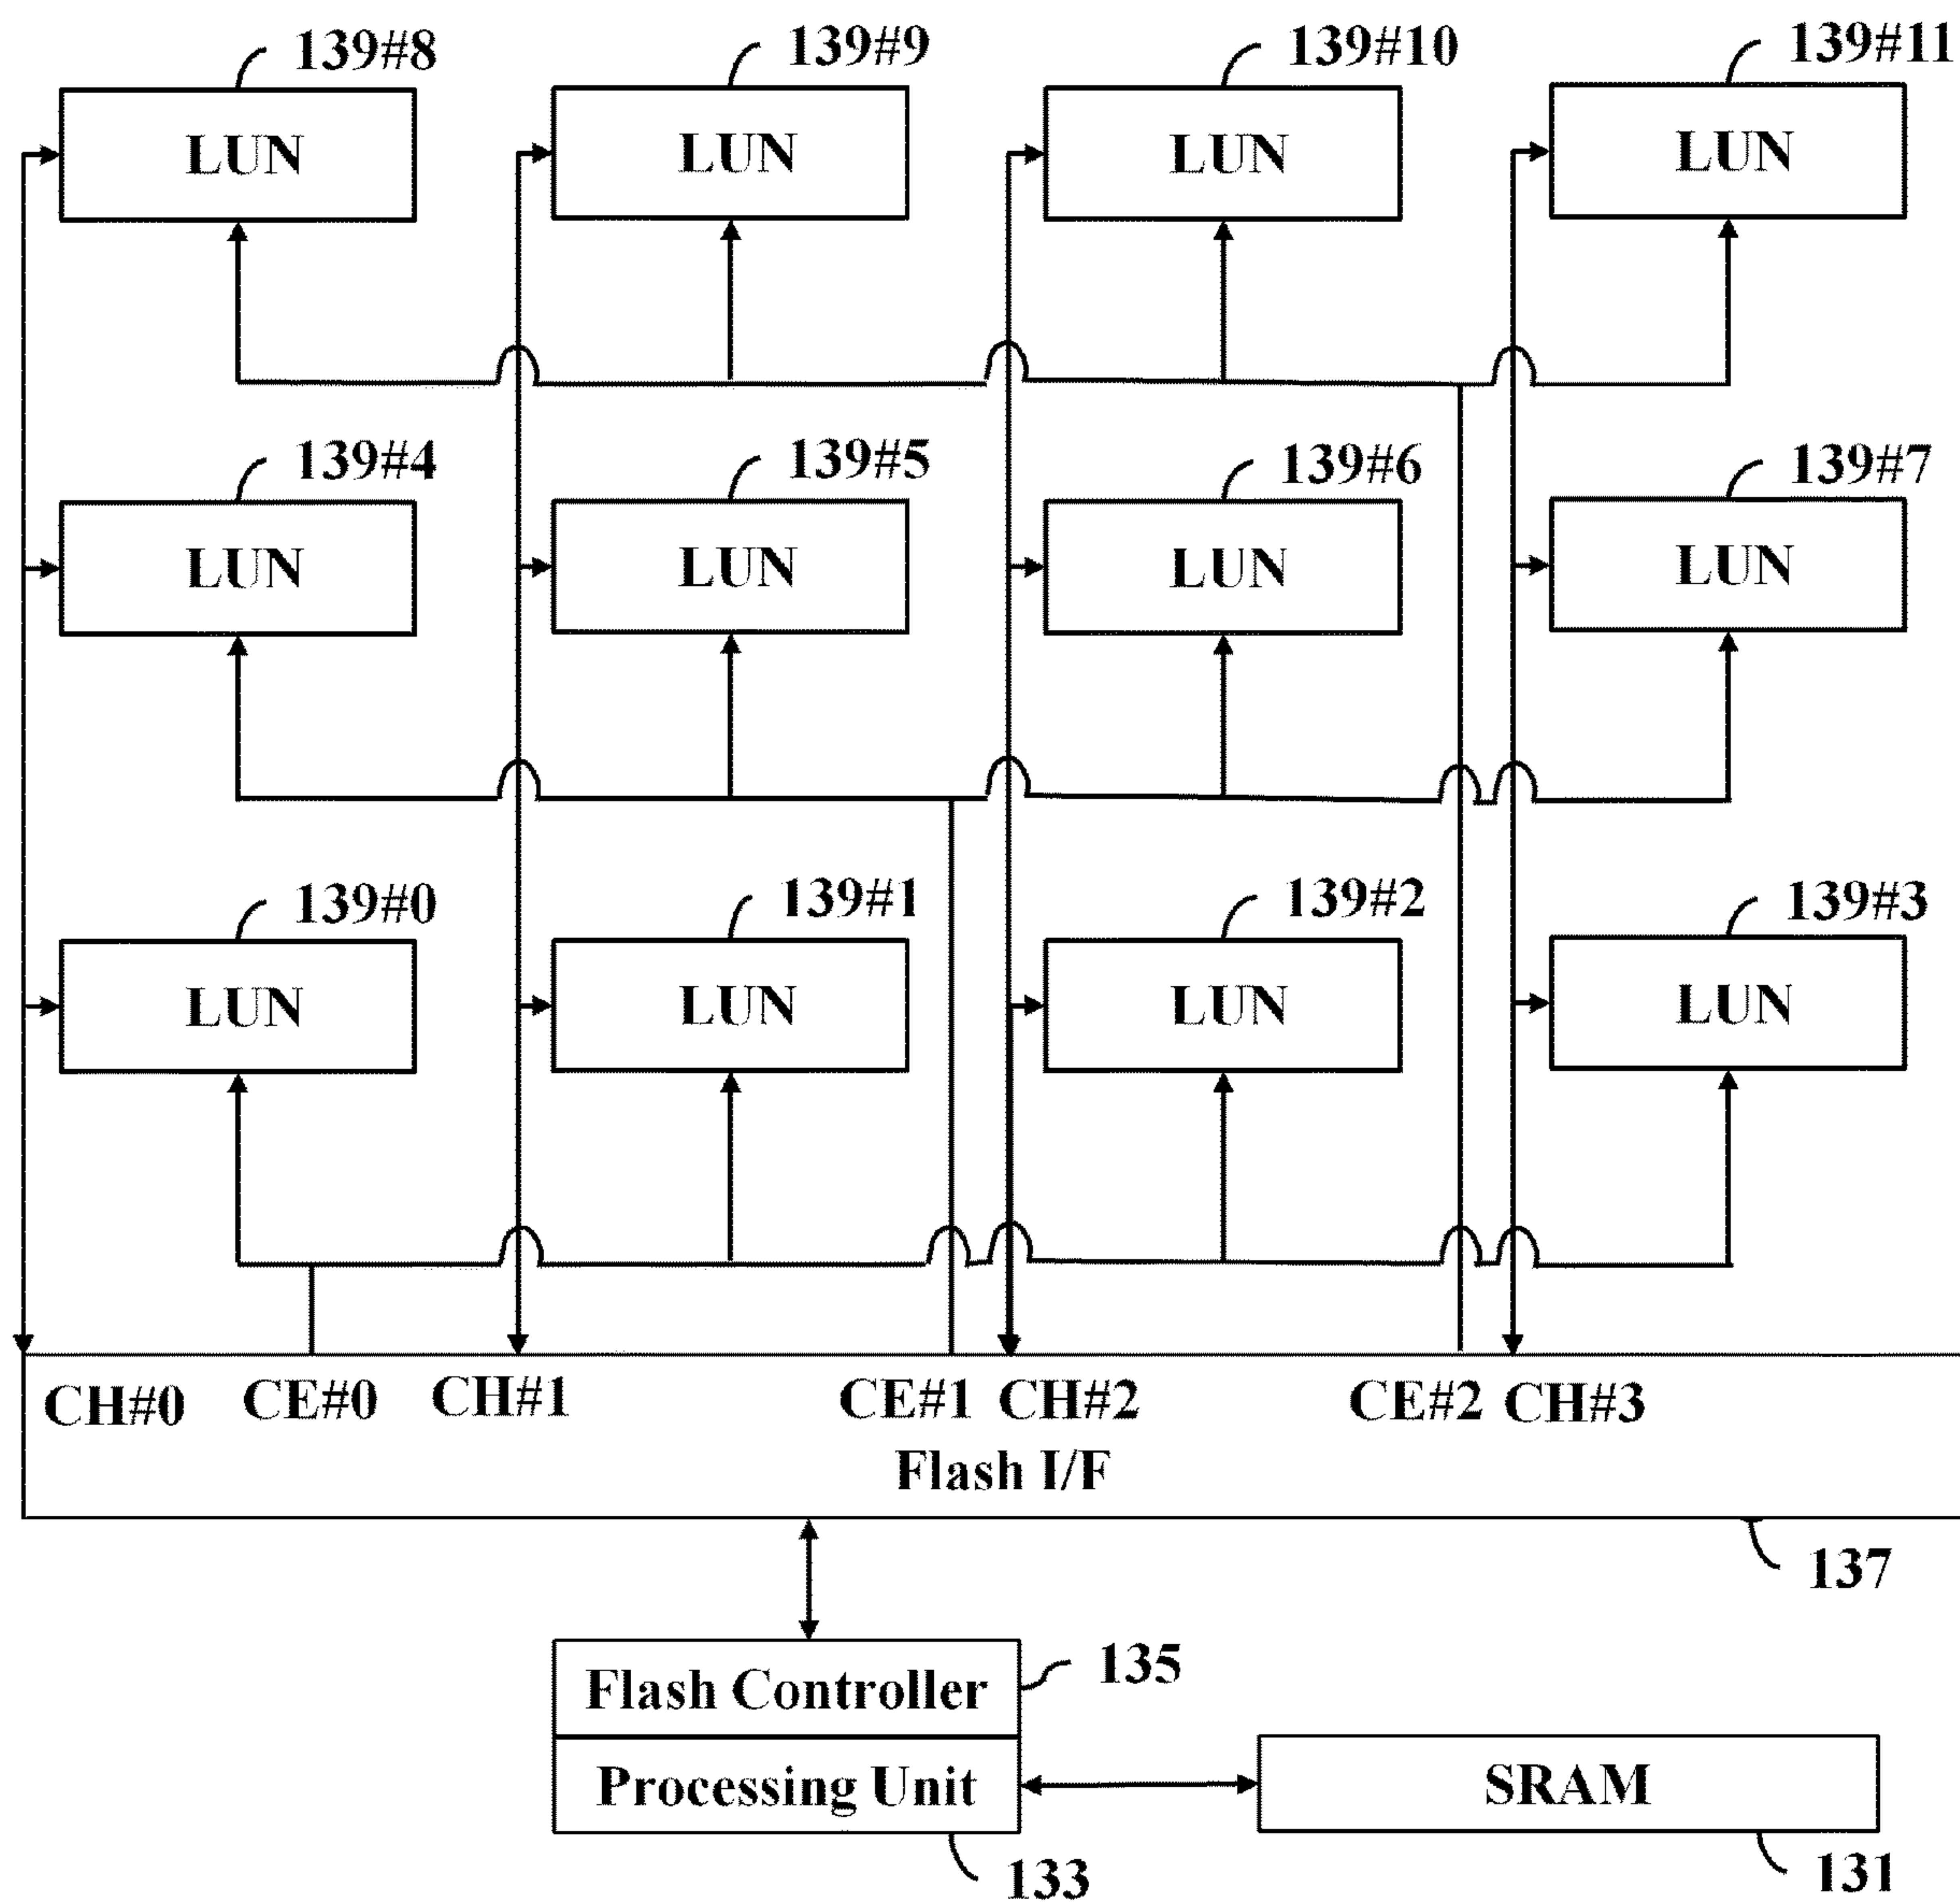 139#8 139#9 139#10 139#11
LUN LUN LUN LUN
139#4 139#5 139#6 139#7
LUN LUN LUN LUN
139#0 139#1 139#2 139#3
LUN LUN LUN LUN
CH#0 CE#0 CH#1 CE#1 CH#2 CE#2 CH#3
Flash I/F
137
Flash Controller 135
Processing Unit SRAM
133 131